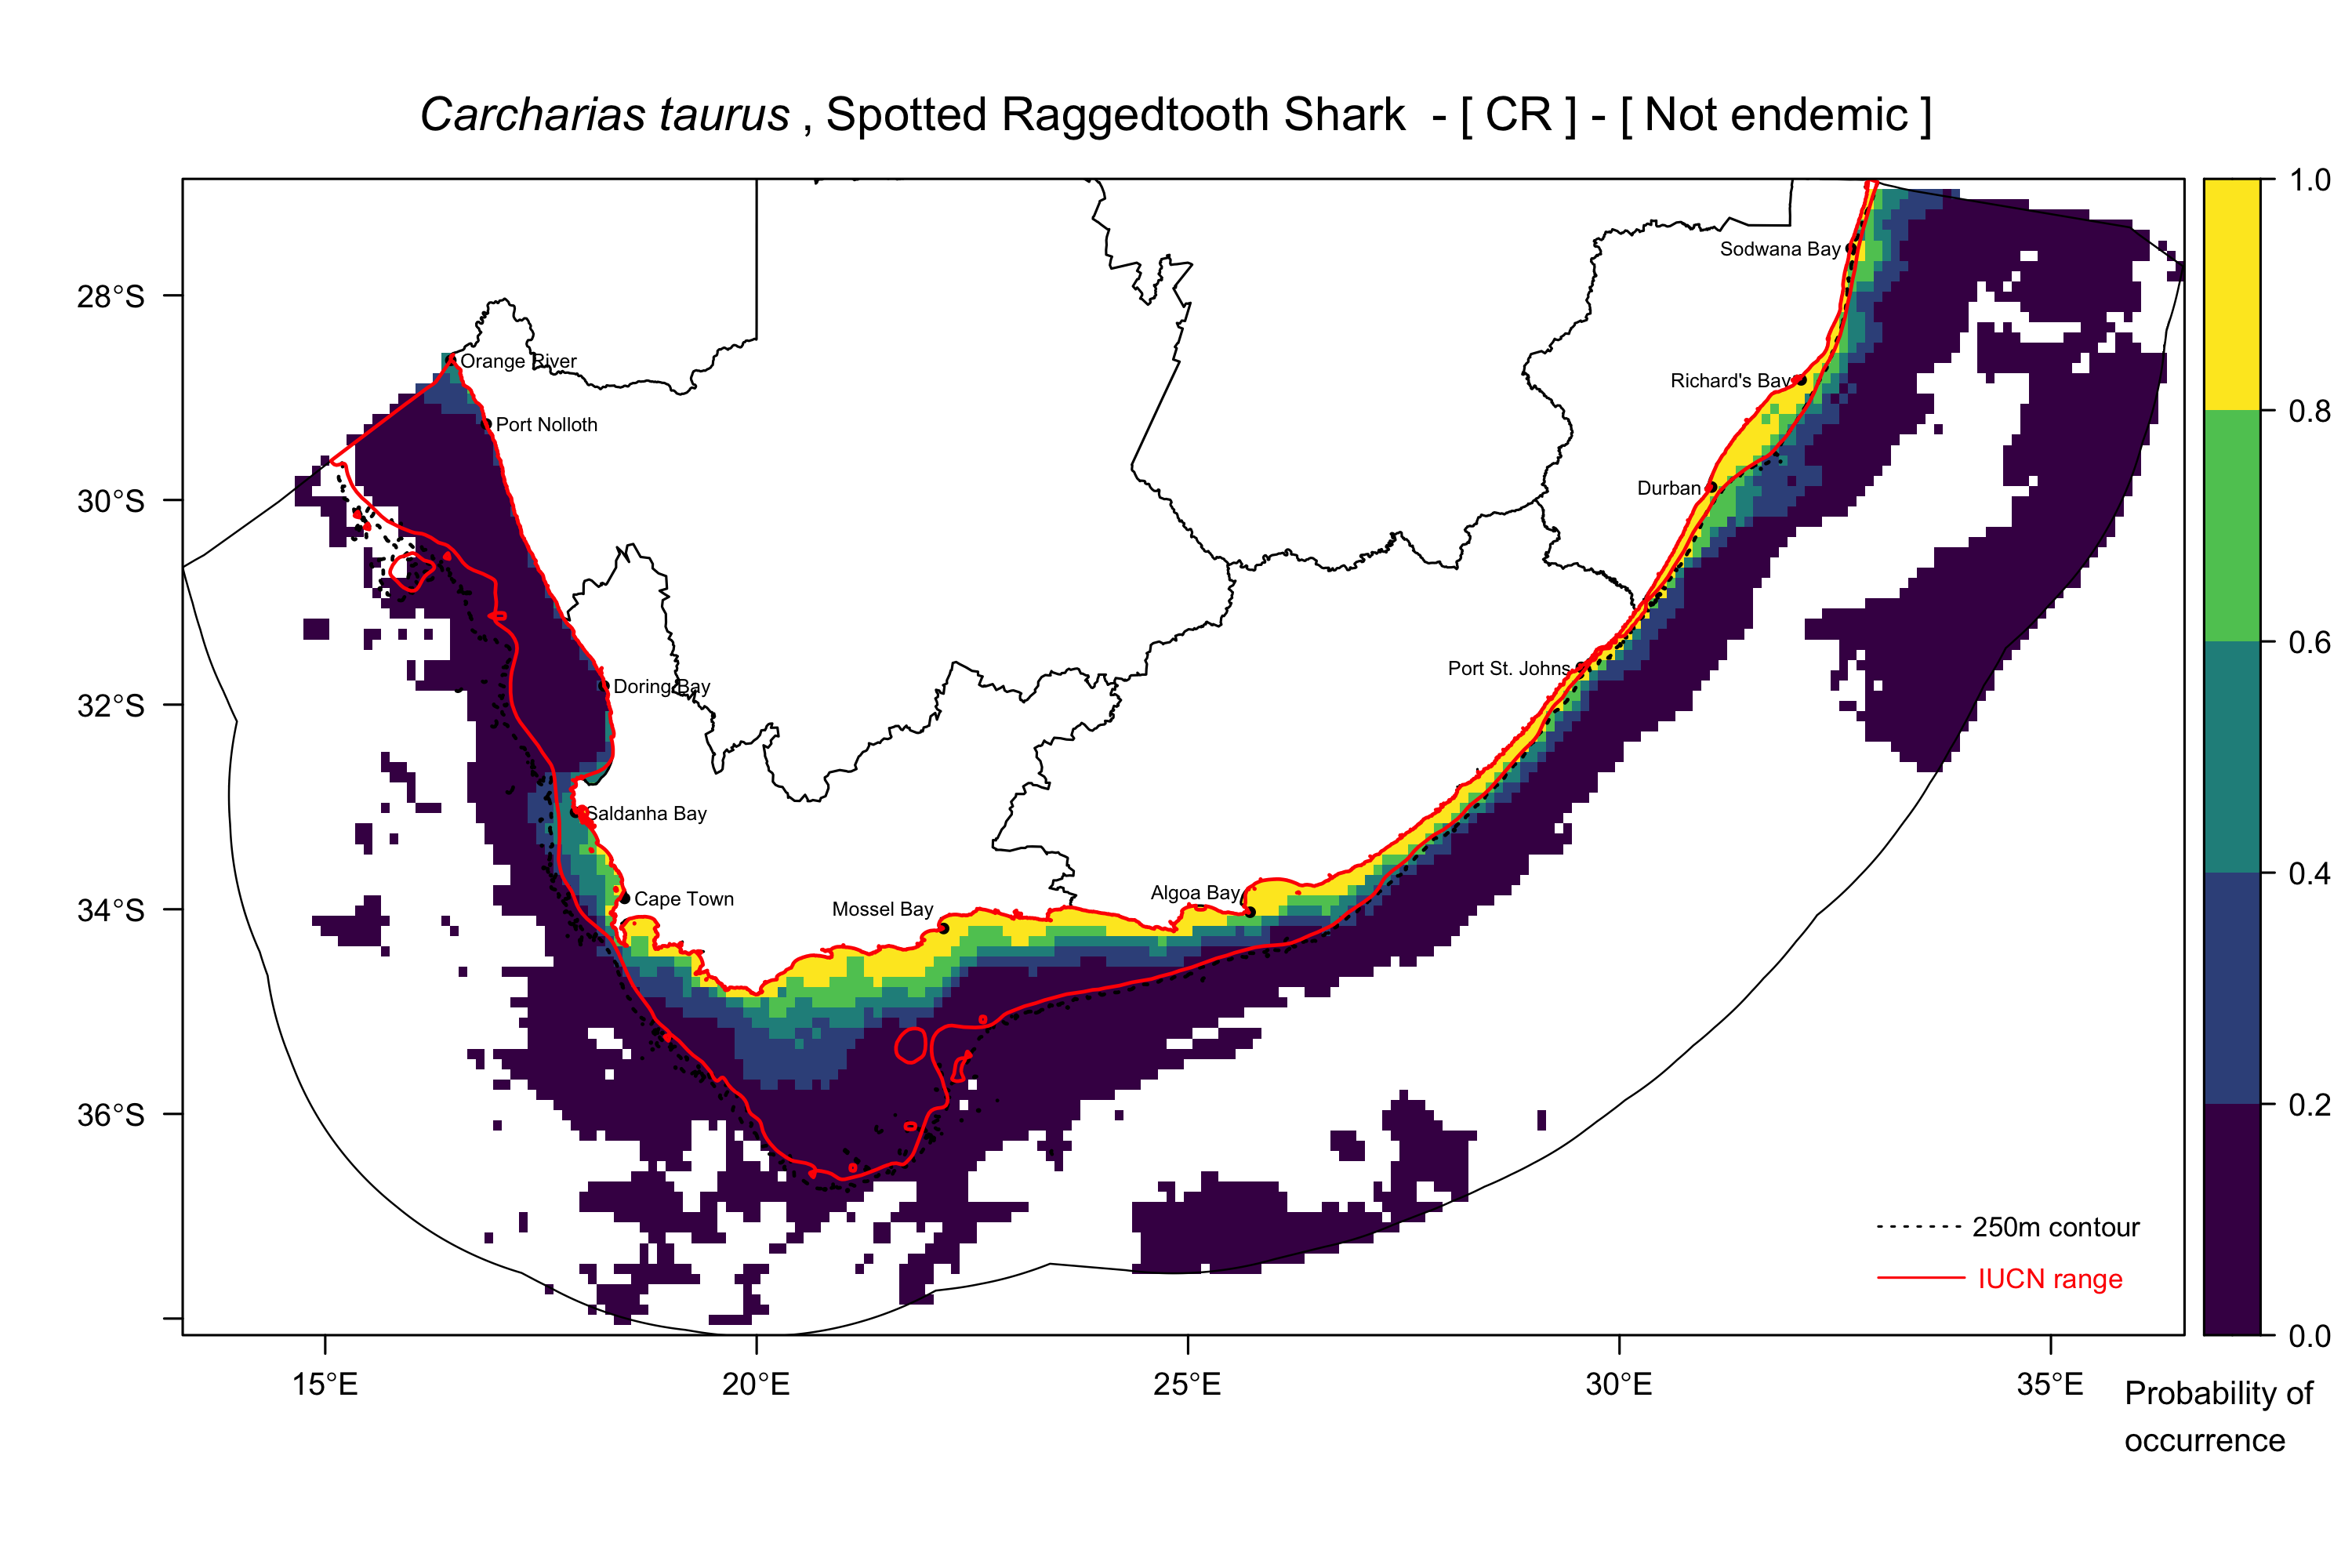 Carcharias taurus , Spotted Raggedtooth Shark - [ CR ] - [ Not endemic ]
1.0
Sodwana Bay
28°S
Orange River
Richard's Bay
0.8
Port Nolloth
Durban
30°S
0.6
Port St. Johns
Doring Bay
32°S
Saldanha Bay
0.4
Algoa Bay
Cape Town
Mossel Bay
34°S
0.2
36°S
250m contour
IUCN range
0.0
15°E
20°E
25°E
30°E
35°E
Probability of
occurrence